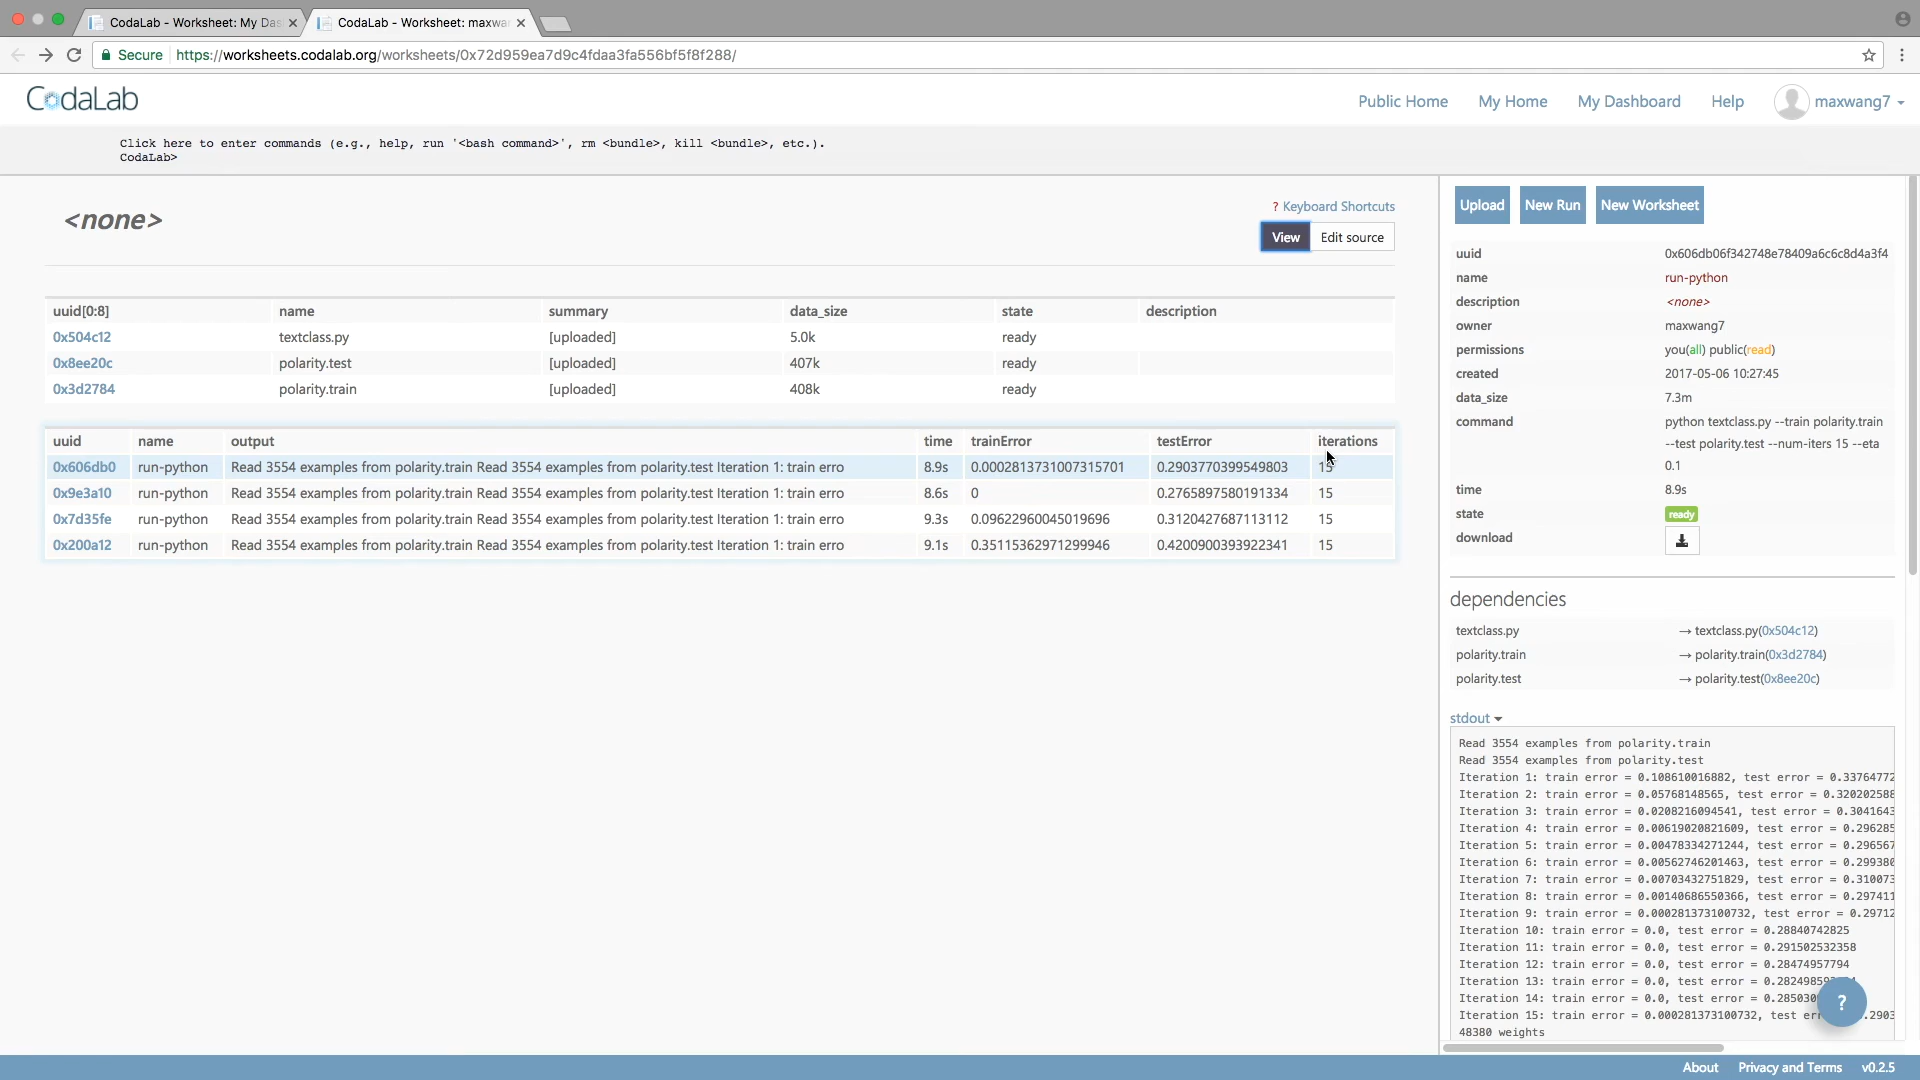 CodaLab - Worksheet: My Das
CodaLab - Worksheet: maxwan
Secure https://worksheets.codalab.org/worksheets/0x72d959ea7d9c4fdaa3fa556bf5f8f288/
CodaLab
Public Home My Home My Dashboard Help maxwang7
Click here to enter commands (e.g., help, run '<bash command>', rm <bundle>, kill <bundle>, etc.).
CodaLab>
<none>
? Keyboard Shortcuts
View Edit source
uuid[0:8] name summary data_size state description
0x504c12 textclass.py [uploaded] 5.0k ready
0x8ee20c polarity.test [uploaded] 407k ready
0x3d2784 polarity.train [uploaded] 408k ready
uuid name output time trainError testError iterations
0x606db0 run-python Read 3554 examples from polarity.train Read 3554 examples from polarity.test Iteration 1: train erro 8.9s 0.0002813731007315701 0.2903770399549803 15
0x9e3a10 run-python Read 3554 examples from polarity.train Read 3554 examples from polarity.test Iteration 1: train erro 8.6s 0 0.2765897580191334 15
0x7d35fe run-python Read 3554 examples from polarity.train Read 3554 examples from polarity.test Iteration 1: train erro 9.3s 0.09622960045019696 0.3120427687113112 15
0x200a12 run-python Read 3554 examples from polarity.train Read 3554 examples from polarity.test Iteration 1: train erro 9.1s 0.35115362971299946 0.4200900393922341 15
Upload New Run New Worksheet
uuid 0x606db06f342748e78409a6c6c8d4a3f4
name run-python
description <none>
owner maxwang7
permissions you(all) public(read)
created 2017-05-06 10:27:45
data_size 7.3m
command python textclass.py --train polarity.train
--test polarity.test --num-iters 15 --eta
0.1
time 8.9s
state ready
download
dependencies
textclass.py → textclass.py(0x504c12)
polarity.train → polarity.train(0x3d2784)
polarity.test → polarity.test(0x8ee20c)
stdout
Read 3554 examples from polarity.train
Read 3554 examples from polarity.test
Iteration 1: train error = 0.108610016882, test error = 0.33764772
Iteration 2: train error = 0.05768148565, test error = 0.320202588
Iteration 3: train error = 0.0208216094541, test error = 0.3041643
Iteration 4: train error = 0.00619020821609, test error = 0.296285
Iteration 5: train error = 0.00478334271244, test error = 0.296567
Iteration 6: train error = 0.00562746201463, test error = 0.299380
Iteration 7: train error = 0.00703432751829, test error = 0.310073
Iteration 8: train error = 0.00140686550366, test error = 0.297411
Iteration 9: train error = 0.000281373100732, test error = 0.29712
Iteration 10: train error = 0.0, test error = 0.28840742825
Iteration 11: train error = 0.0, test error = 0.291502532358
Iteration 12: train error = 0.0, test error = 0.28474957794
Iteration 13: train error = 0.0, test error =
Iteration 14: train error = 0.0, test error =
Iteration 15: train error = 0.000281373100732, test
48380 weights
?
About Privacy and Terms v0.2.5